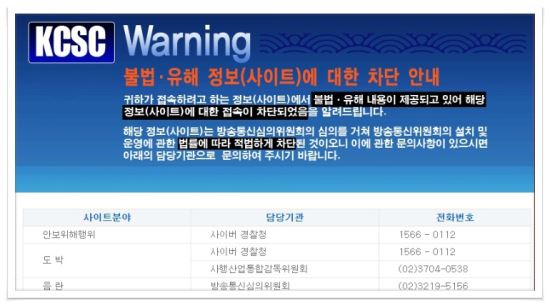 KCSC Warning
불법·유해 정보(사이트)에 대한 차단 안내
귀하가 접속하려고 하는 정보(사이트)에서 불법·유해 내용이 제공되고 있어 해당
정보(사이트)에 대한 접속이 차단되었음을 알려드립니다.
해당 정보(사이트)는 방송통신심의위원회의 심의를 거쳐 방송통신위원회의 설치 및
운영에 관한 법률에 따라 적법하게 차단된 것이오니 이에 관한 문의사항이 있으시면
아래의 담당기관으로 문의하여 주시기 바랍니다.
사이트분야 담당기관 전화번호
안보위해행위 사이버 경찰청 1566 - 0112
도 박 사이버 경찰청 1566 - 0112
사행산업통합감독위원회 (02)3704-0538
음 란 방송통신심의위원회 (02)3219-5156